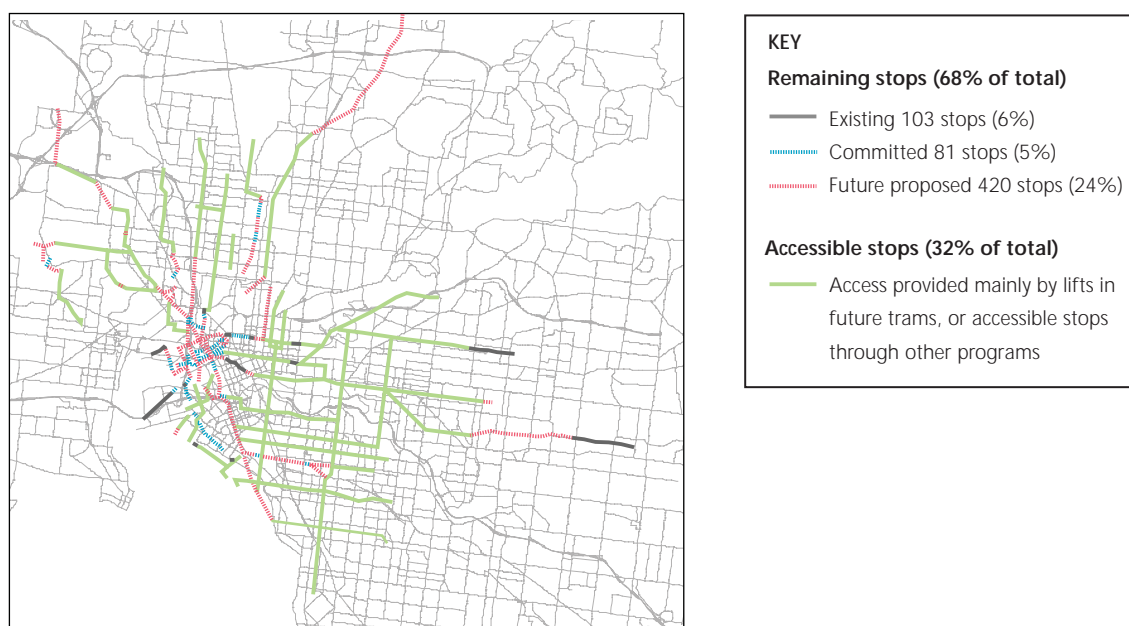 KEY
Remaining stops (68% of total)
Existing 103 stops (6%)
Committed 81 stops (5%)
Future proposed 420 stops (24%)
Accessible stops (32% of total)
Access provided mainly by lifts in
future trams, or accessible stops
through other programs